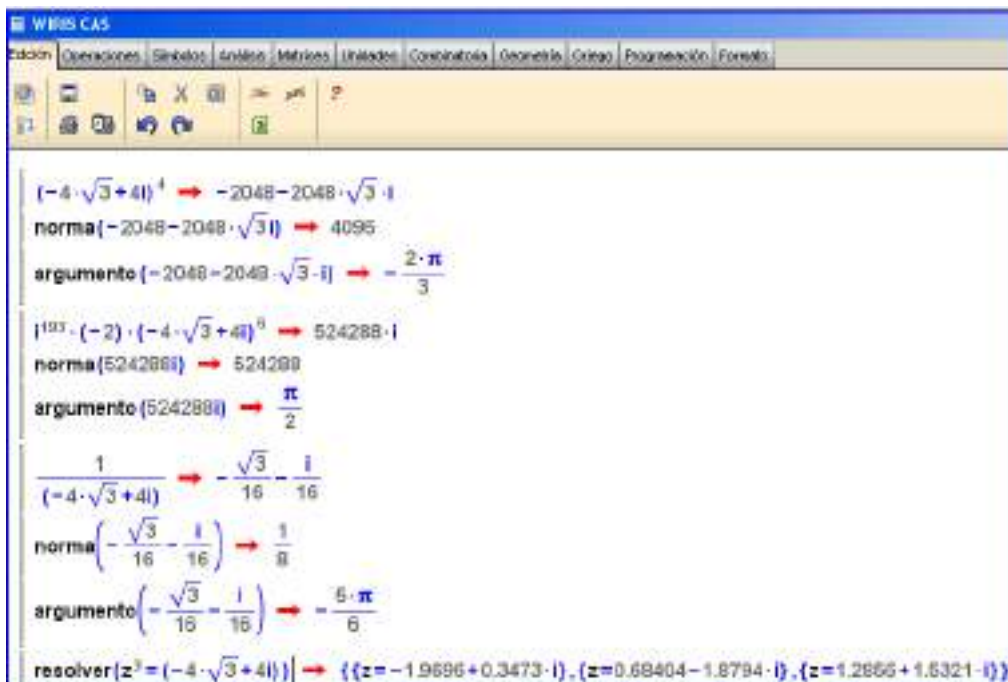 WIRIS CAS
Edición Operaciones Símbolos Análisis Matrices Unidades Combinatoria Geometría Griego Programación Formato
(-4·√3+4i)^4 → -2048-2048·√3·i
norma(-2048-2048·√3i) → 4096
argumento(-2048-2048·√3·i) → -2·π/3
i^193·(-2)·(-4·√3+4i)^6 → 524288·i
norma(524288i) → 524288
argumento(524288i) → π/2
1/(-4·√3+4i) → -√3/16-i/16
norma(-√3/16-i/16) → 1/8
argumento(-√3/16-i/16) → -5·π/6
resolver(z^3=(-4·√3+4i)) → {{z=-1.9696+0.3473·i},{z=0.68404-1.8794·i},{z=1.2856+1.5321·i}}